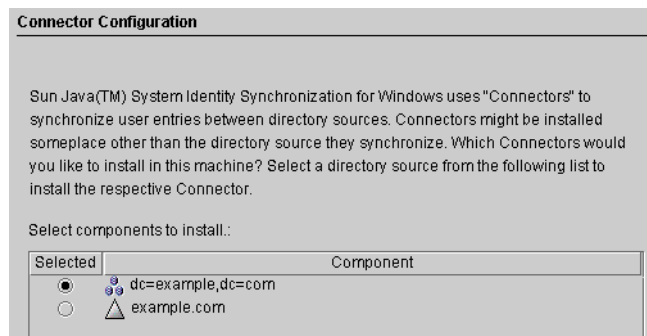 Connector Configuration
Sun Java(TM) System Identity Synchronization for Windows uses "Connectors" to
synchronize user entries between directory sources. Connectors might be installed
someplace other than the directory source they synchronize. Which Connectors would
you like to install in this machine? Select a directory source from the following list to
install the respective Connector.
Select components to install.:
Selected Component
dc=example,dc=com
example.com